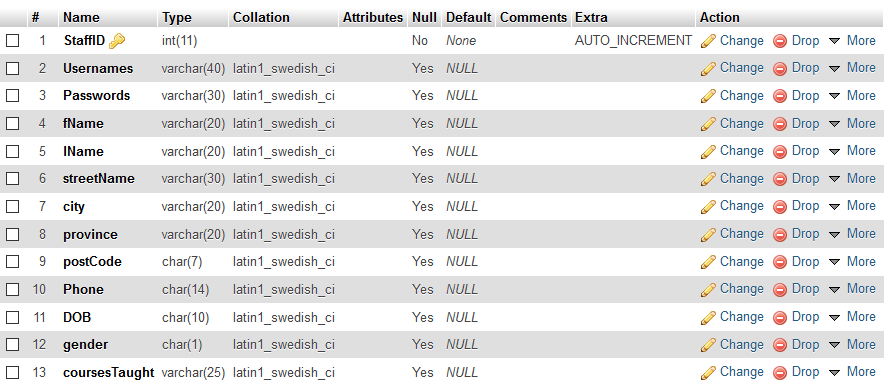 # Name Type Collation Attributes Null Default Comments Extra Action
1 StaffID int(11) No None AUTO_INCREMENT Change Drop More
2 Usernames varchar(40) latin1_swedish_ci Yes NULL Change Drop More
3 Passwords varchar(30) latin1_swedish_ci Yes NULL Change Drop More
4 fName varchar(20) latin1_swedish_ci Yes NULL Change Drop More
5 lName varchar(20) latin1_swedish_ci Yes NULL Change Drop More
6 streetName varchar(30) latin1_swedish_ci Yes NULL Change Drop More
7 city varchar(20) latin1_swedish_ci Yes NULL Change Drop More
8 province varchar(20) latin1_swedish_ci Yes NULL Change Drop More
9 postCode char(7) latin1_swedish_ci Yes NULL Change Drop More
10 Phone char(14) latin1_swedish_ci Yes NULL Change Drop More
11 DOB char(10) latin1_swedish_ci Yes NULL Change Drop More
12 gender char(1) latin1_swedish_ci Yes NULL Change Drop More
13 coursesTaught varchar(25) latin1_swedish_ci Yes NULL Change Drop More